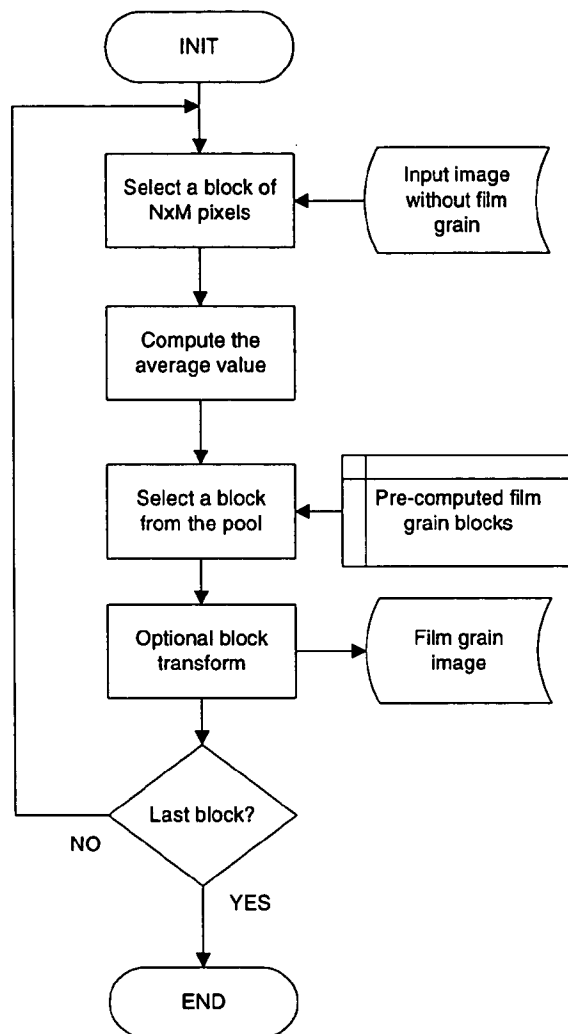 INIT
Select a block of
NxM pixels
Input image
without film
grain
Compute the
average value
Select a block
from the pool
Pre-computed film
grain blocks
Optional block
transform
Film grain
image
Last block?
NO
YES
END